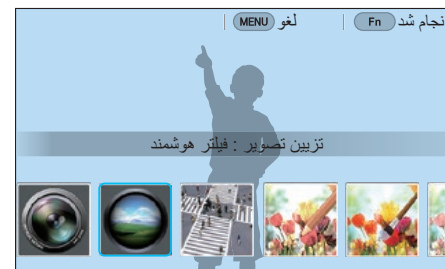 نجام شد Fn | لغو MENU |
تزیین تصویر : فیلتر هوشمند